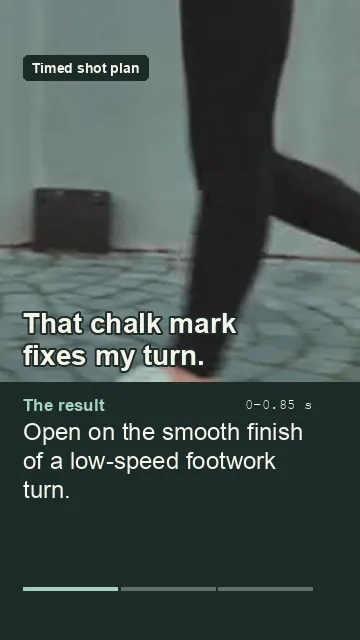 Timed shot plan
That chalk mark
fixes my turn.
The result
0–0.85 s
Open on the smooth finish
of a low-speed footwork
turn.